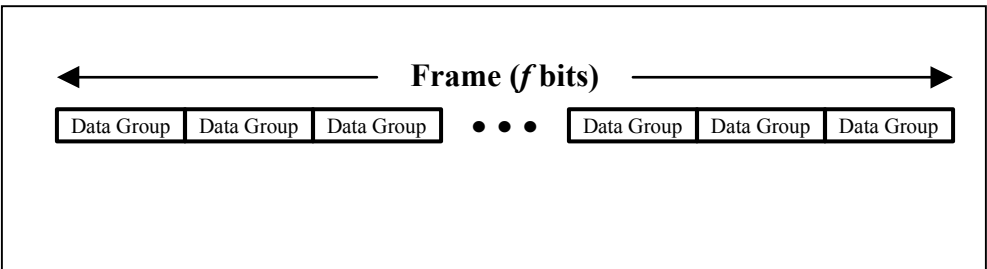 Frame (f bits)
Data Group Data Group Data Group • • • Data Group Data Group Data Group